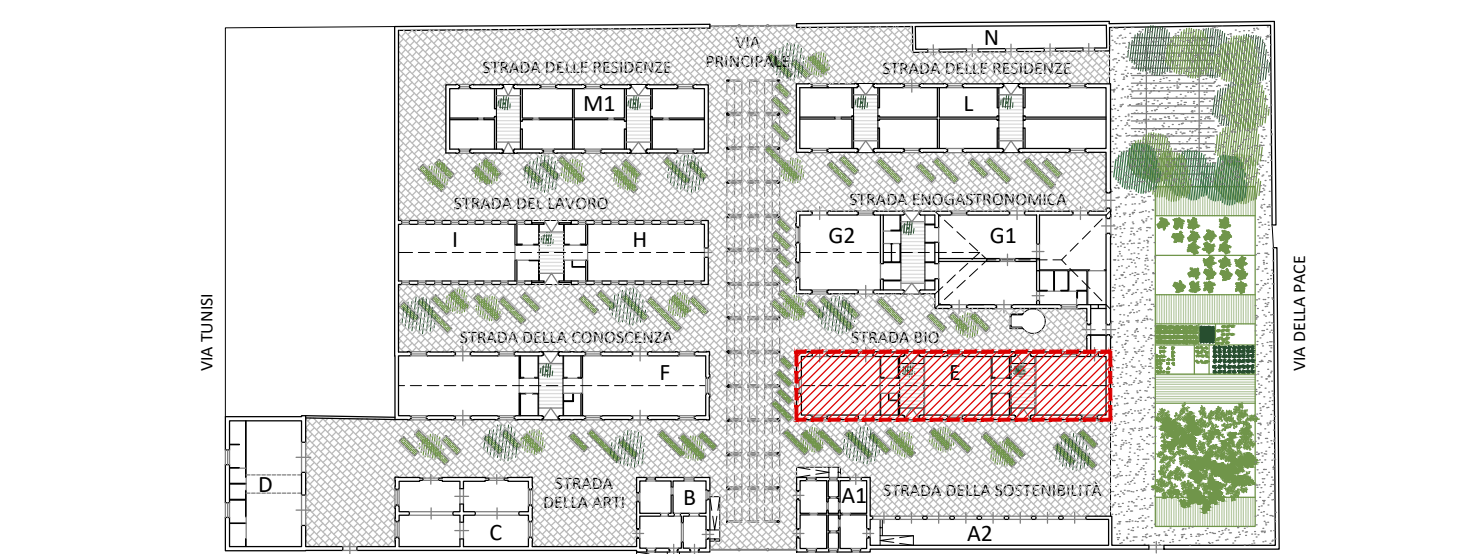 VIA
PRINCIPALE
N
STRADA DELLE RESIDENZE
STRADA DELLE RESIDENZE
M1
L
STRADA DEL LAVORO
STRADA ENOGASTRONOMICA
I
H
G2
G1
VIA TUNISI
VIA DELLA PACE
STRADA DELLA CONOSCENZA
STRADA BIO
F
E
D
STRADA
DELLA ARTI
B
A1
STRADA DELLA SOSTENIBILITÀ
C
A2